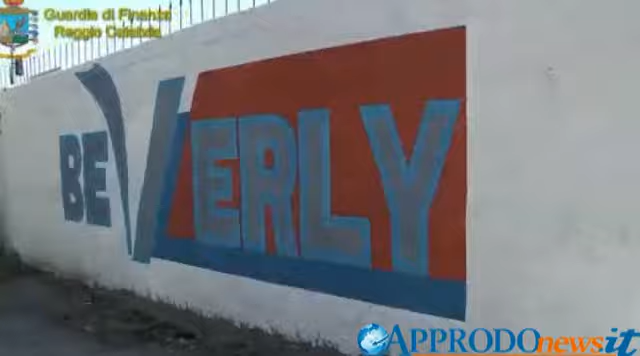 Guardia di Finanza
Reggio Calabria
BEVERLY
APPRODOnews.it